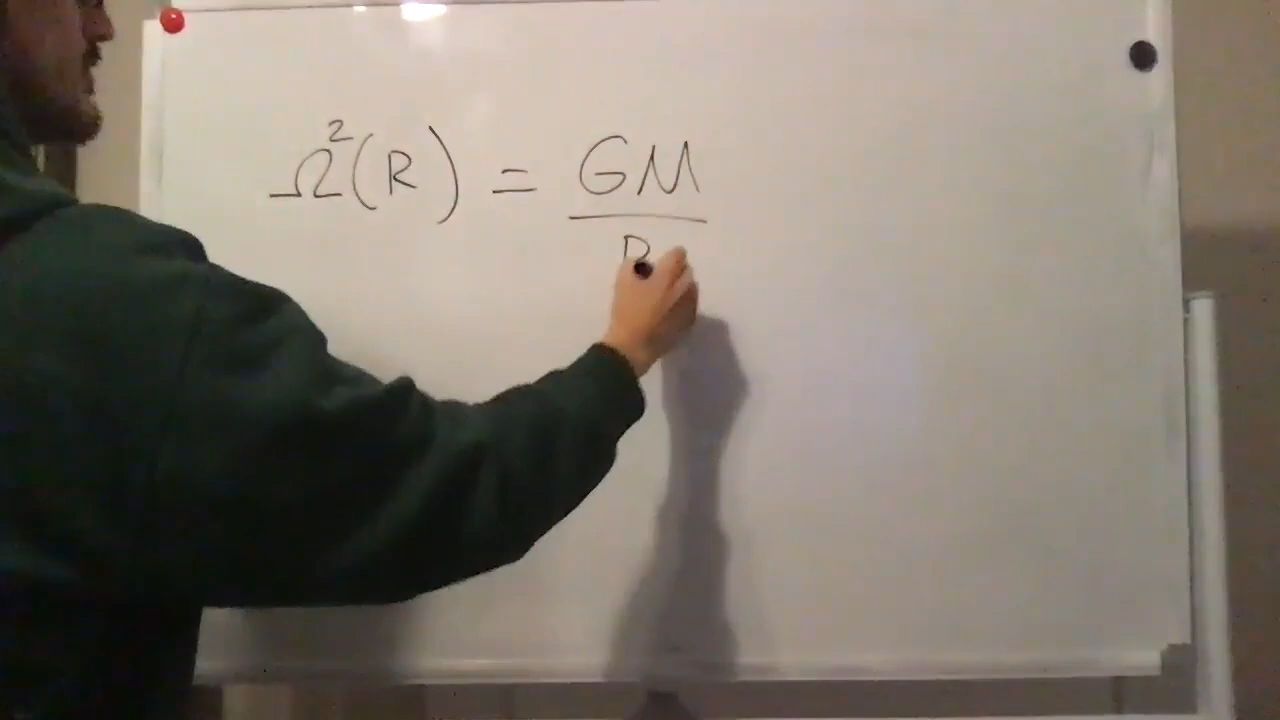 Ω²(R) = GM / R